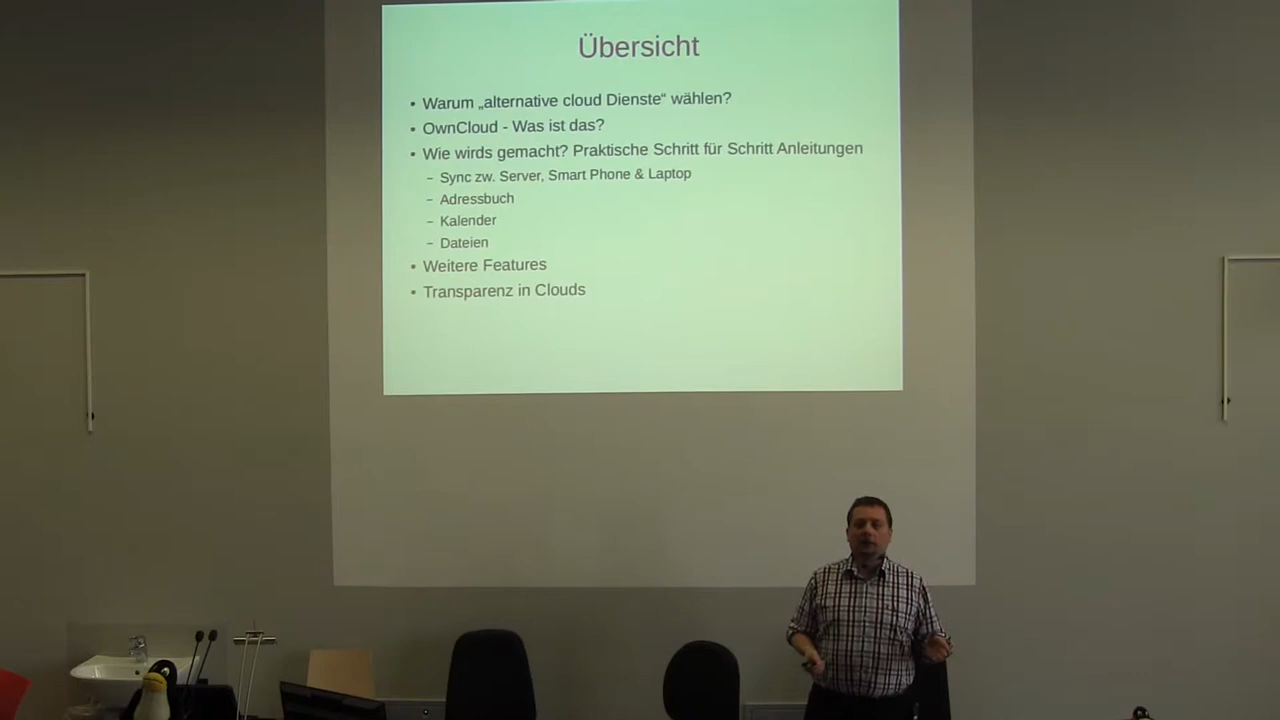 Übersicht
• Warum „alternative cloud Dienste“ wählen?
• OwnCloud - Was ist das?
• Wie wirds gemacht? Praktische Schritt für Schritt Anleitungen
– Sync zw. Server, Smart Phone & Laptop
– Adressbuch
– Kalender
– Dateien
• Weitere Features
• Transparenz in Clouds